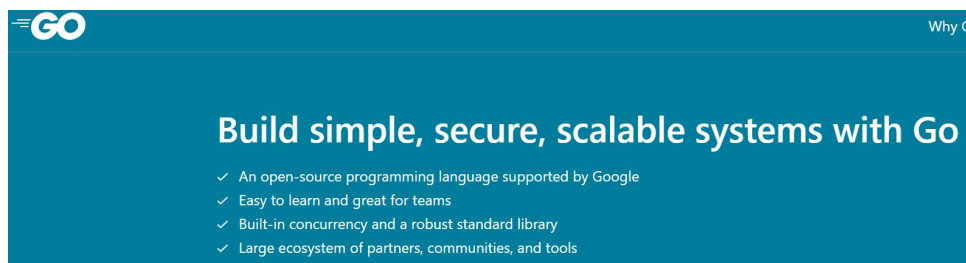 GO
Why
Build simple, secure, scalable systems with Go
✓ An open-source programming language supported by Google
✓ Easy to learn and great for teams
✓ Built-in concurrency and a robust standard library
✓ Large ecosystem of partners, communities, and tools